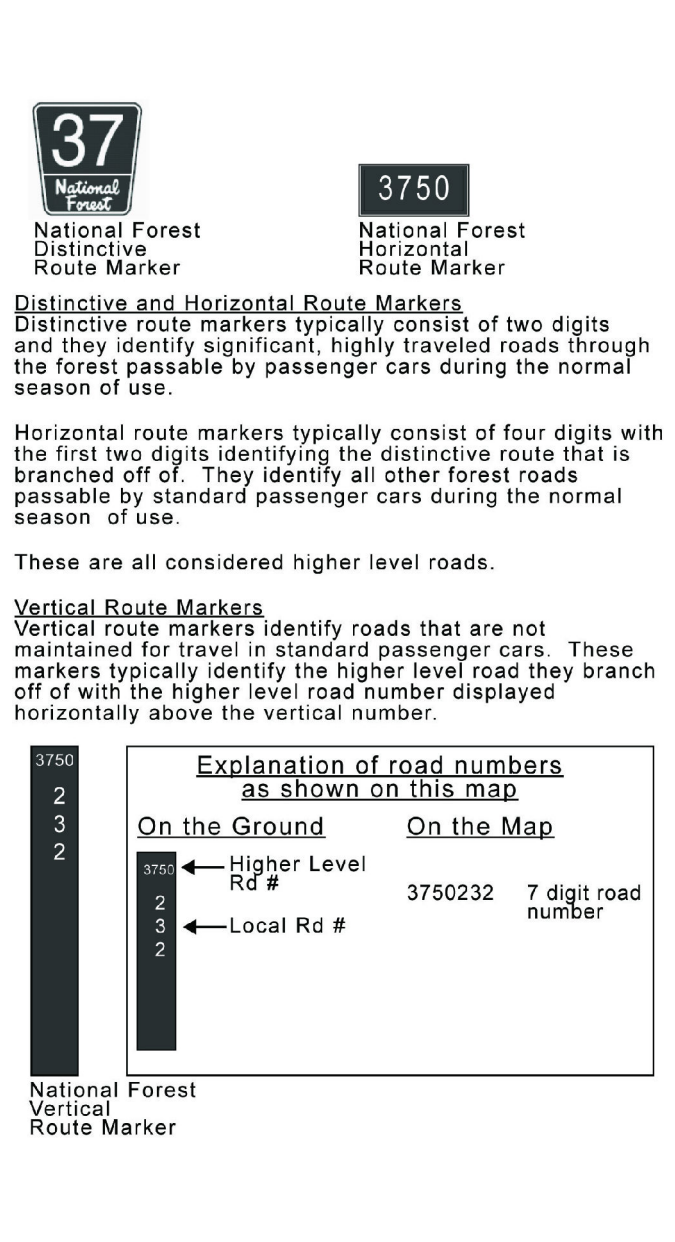 37
National
Forest
3750
National Forest
Distinctive
Route Marker
National Forest
Horizontal
Route Marker
Distinctive and Horizontal Route Markers
Distinctive route markers typically consist of two digits
and they identify significant, highly traveled roads through
the forest passable by passenger cars during the normal
season of use.
Horizontal route markers typically consist of four digits with
the first two digits identifying the distinctive route that is
branched off of.  They identify all other forest roads
passable by standard passenger cars during the normal
season  of use.
These are all considered higher level roads.
Vertical Route Markers
Vertical route markers identify roads that are not
maintained for travel in standard passenger cars.  These
markers typically identify the higher level road they branch
off of with the higher level road number displayed
horizontally above the vertical number.
3750
2
3
2
National Forest
Vertical
Route Marker
Explanation of road numbers
as shown on this map
On the Ground
3750
2
3
2
Higher Level
Rd #
Local Rd #
On the Map
3750232
7 digit road
number